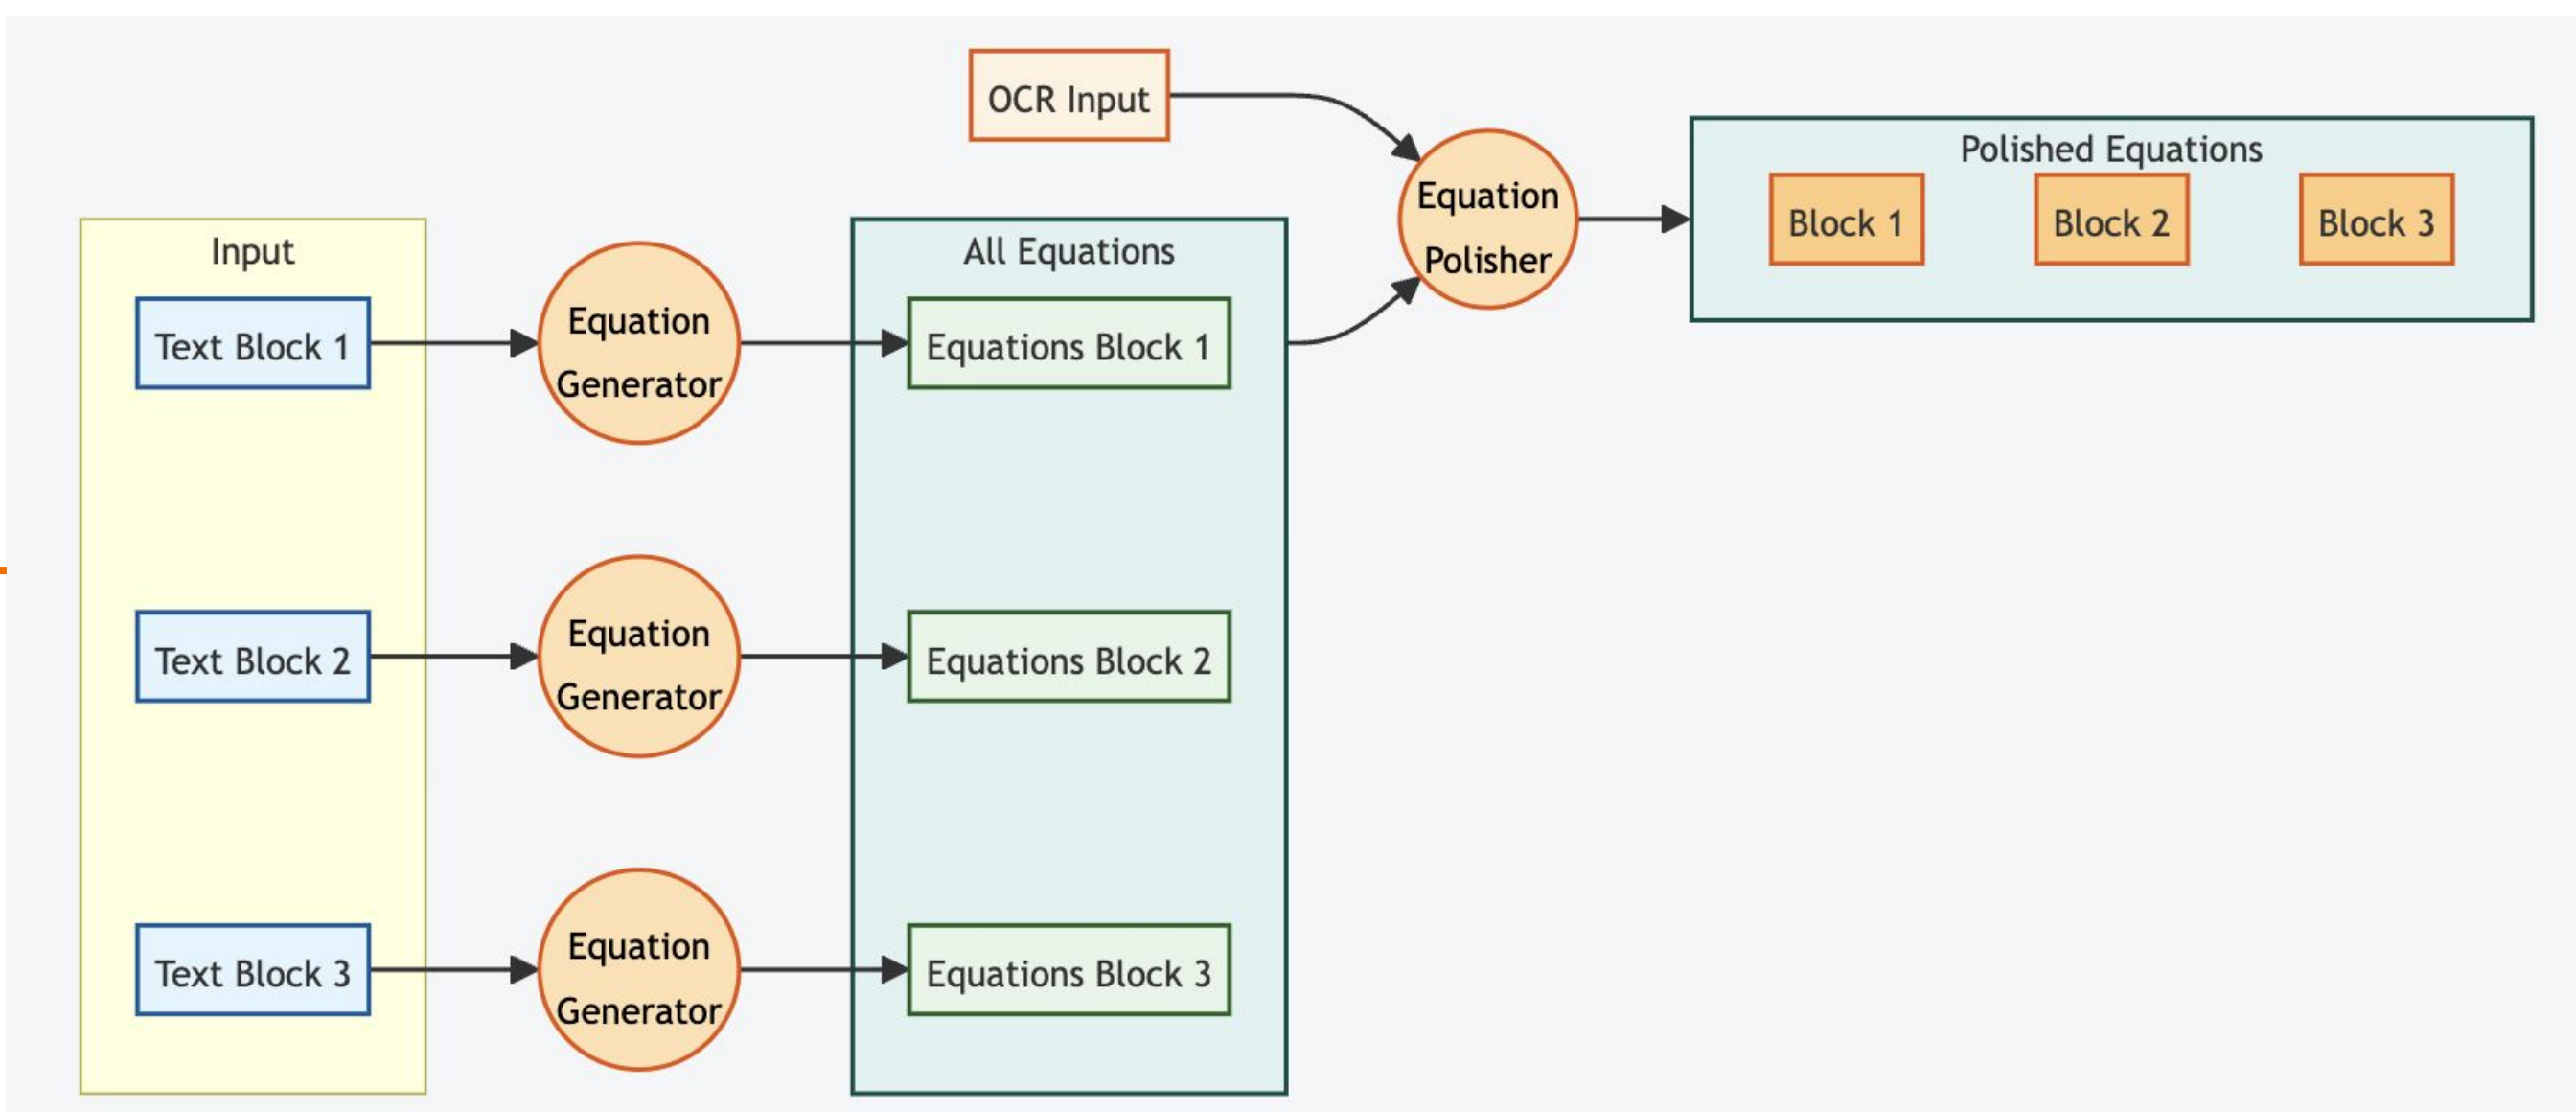 OCR Input
Equation
Polisher
Polished Equations
Block 1
Block 2
Block 3
Input
Text Block 1
Text Block 2
Text Block 3
Equation
Generator
Equation
Generator
Equation
Generator
All Equations
Equations Block 1
Equations Block 2
Equations Block 3